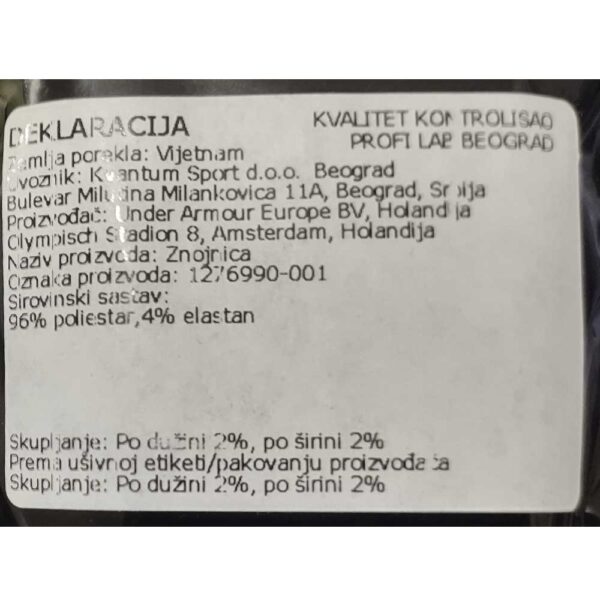 DEKLARACIJA
KVALITET KONTROLISAO
PROFI LAB BEOGRAD
Zemlja porekla: Vijetnam
Uvoznik: Kvantum Sport d.o.o. Beograd
Bulevar Milutina Milankovica 11A, Beograd, Srbija
Proizvođač: Under Armour Europe BV, Holandija
Olympisch Stadion 8, Amsterdam, Holandija
Naziv proizvoda: Znojnica
Oznaka proizvoda: 1276990-001
Sirovinski sastav:
96% poliestar,4% elastan
Skupljanje: Po dužini 2%, po širini 2%
Prema ušivnoj etiketi/pakovanju proizvođača
Skupljanje: Po dužini 2%, po širini 2%